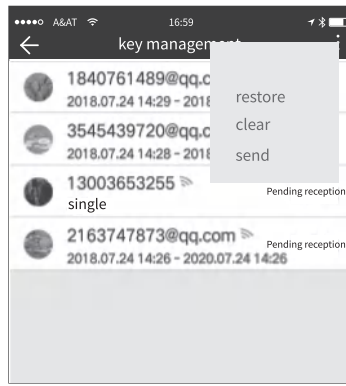 A&AT 16:59
key management
1840761489@qq.c
2018.07.24 14:29 - 2018
restore
clear
send
3545439720@qq.c
2018.07.24 14:28 - 2018
13003653255
single
Pending reception
2163747873@qq.com
Pending reception
2018.07.24 14:26 - 2020.07.24 14:26